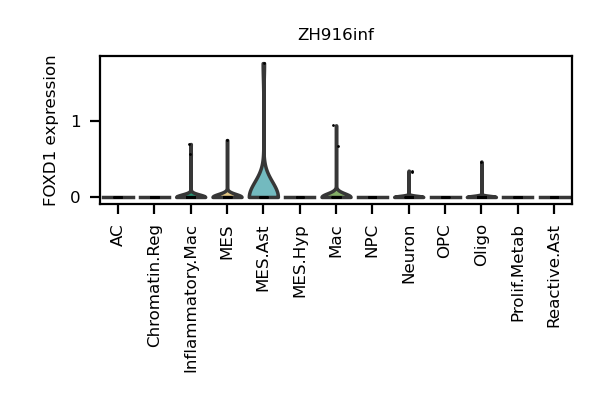 ZH916inf
FOXD1 expression
1
0
AC
Chromatin.Reg
Inflammatory.Mac
MES
MES.Ast
MES.Hyp
Mac
NPC
Neuron
OPC
Oligo
Prolif.Metab
Reactive.Ast